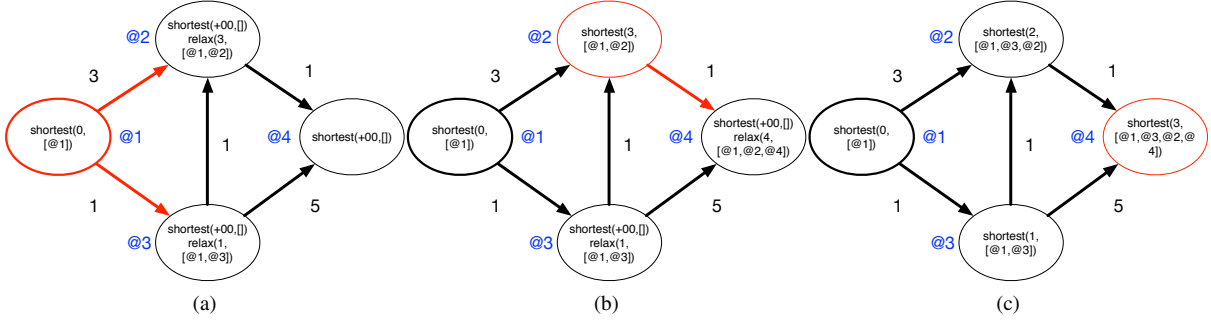 shortest(+00,[])
relax(3,
[@1,@2])
@2
3
1
shortest(0,
[@1])
@1
1
@4
shortest(+00,[])
1
5
@3
shortest(+00,[])
relax(1,
[@1,@3])
(a)
@2
shortest(3,
[@1,@2])
3
1
shortest(0,
[@1])
@1
1
@4
shortest(+00,[])
relax(4,
[@1,@2,@4])
1
5
@3
shortest(+00,[])
relax(1,
[@1,@3])
(b)
@2
shortest(2,
[@1,@3,@2])
3
1
shortest(0,
[@1])
@1
1
@4
shortest(3,
[@1,@3,@2,@
4])
1
5
@3
shortest(1,
[@1,@3])
(c)